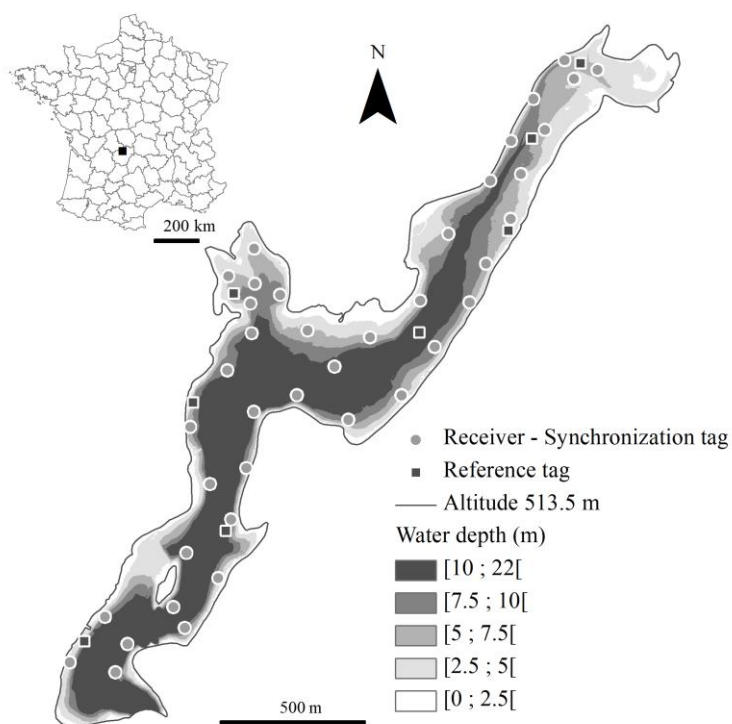 N
200 km
Receiver - Synchronization tag
Reference tag
Altitude 513.5 m
Water depth (m)
[10 ; 22[
[7.5 ; 10[
[5 ; 7.5[
[2.5 ; 5[
[0 ; 2.5[
500 m